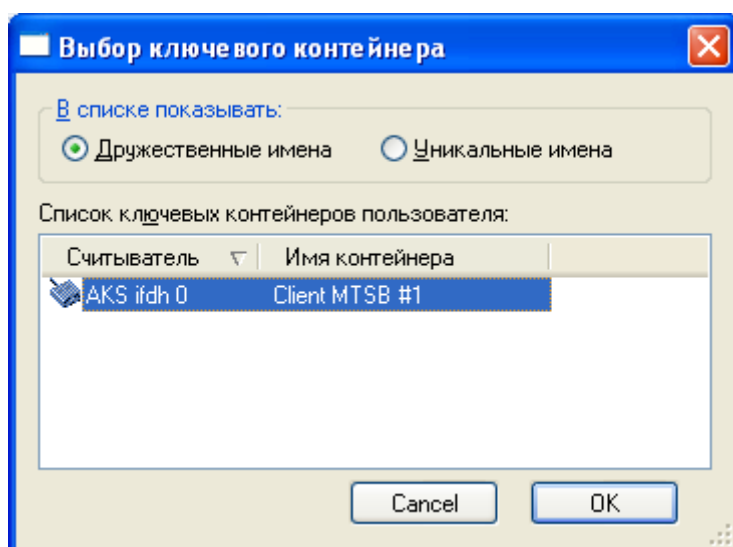 Выбор ключевого контейнера
В списке показывать:
Дружественные имена Уникальные имена
Список ключевых контейнеров пользователя:
Считыватель Имя контейнера
AKS ifdh 0 Client MTSB #1
Cancel OK